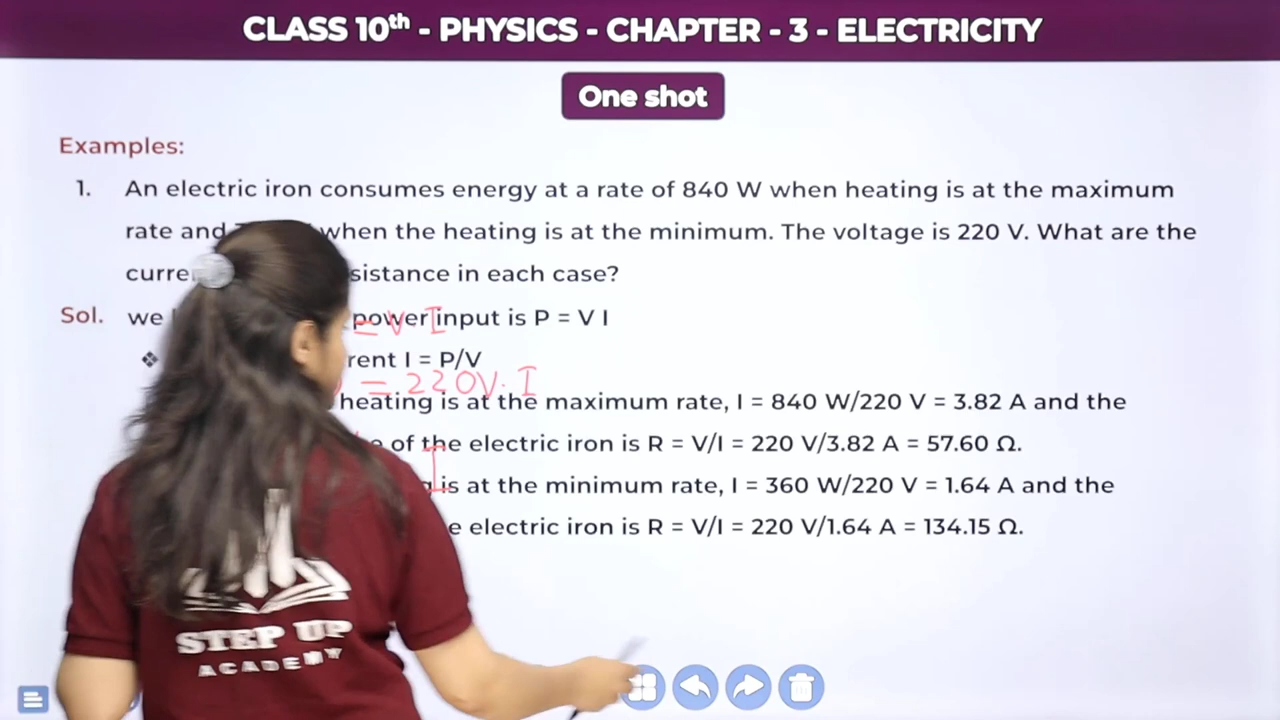 CLASS 10th - PHYSICS - CHAPTER - 3 - ELECTRICITY
One shot
Examples:
1. An electric iron consumes energy at a rate of 840 W when heating is at the maximum
rate and when the heating is at the minimum. The voltage is 220 V. What are the
in each case?
Sol. we power input is P = V I
= V. I
I = P/V
= 220V. I
heating is at the maximum rate, I = 840 W/220 V = 3.82 A and the
of the electric iron is R = V/I = 220 V/3.82 A = 57.60 Ω.
I
is at the minimum rate, I = 360 W/220 V = 1.64 A and the
electric iron is R = V/I = 220 V/1.64 A = 134.15 Ω.
STEP UP
ACADEMY